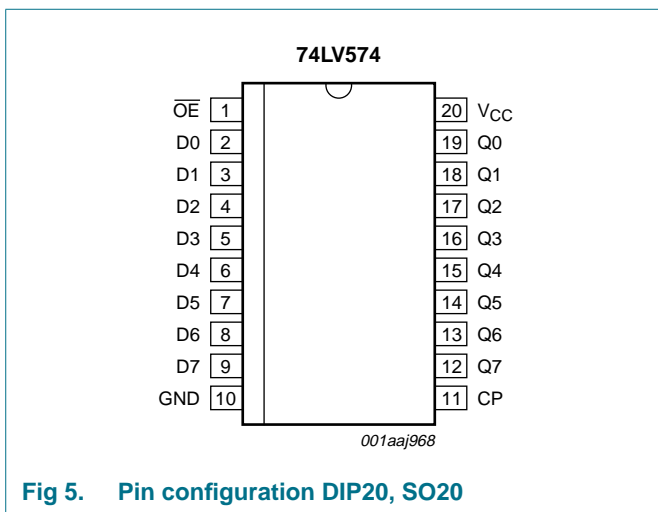 74LV574
OE 1 20 VCC
D0 2 19 Q0
D1 3 18 Q1
D2 4 17 Q2
D3 5 16 Q3
D4 6 15 Q4
D5 7 14 Q5
D6 8 13 Q6
D7 9 12 Q7
GND 10 11 CP
001aaj968
Fig 5. Pin configuration DIP20, SO20